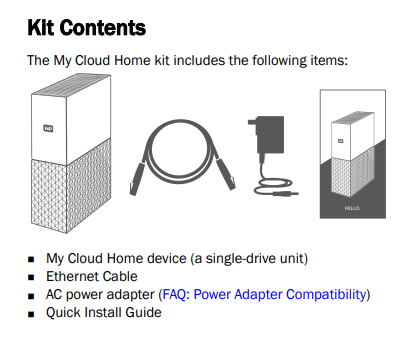 Kit Contents
The My Cloud Home kit includes the following items:
WD
WD
HELLO.
■ My Cloud Home device (a single-drive unit)
■ Ethernet Cable
■ AC power adapter (FAQ: Power Adapter Compatibility)
■ Quick Install Guide